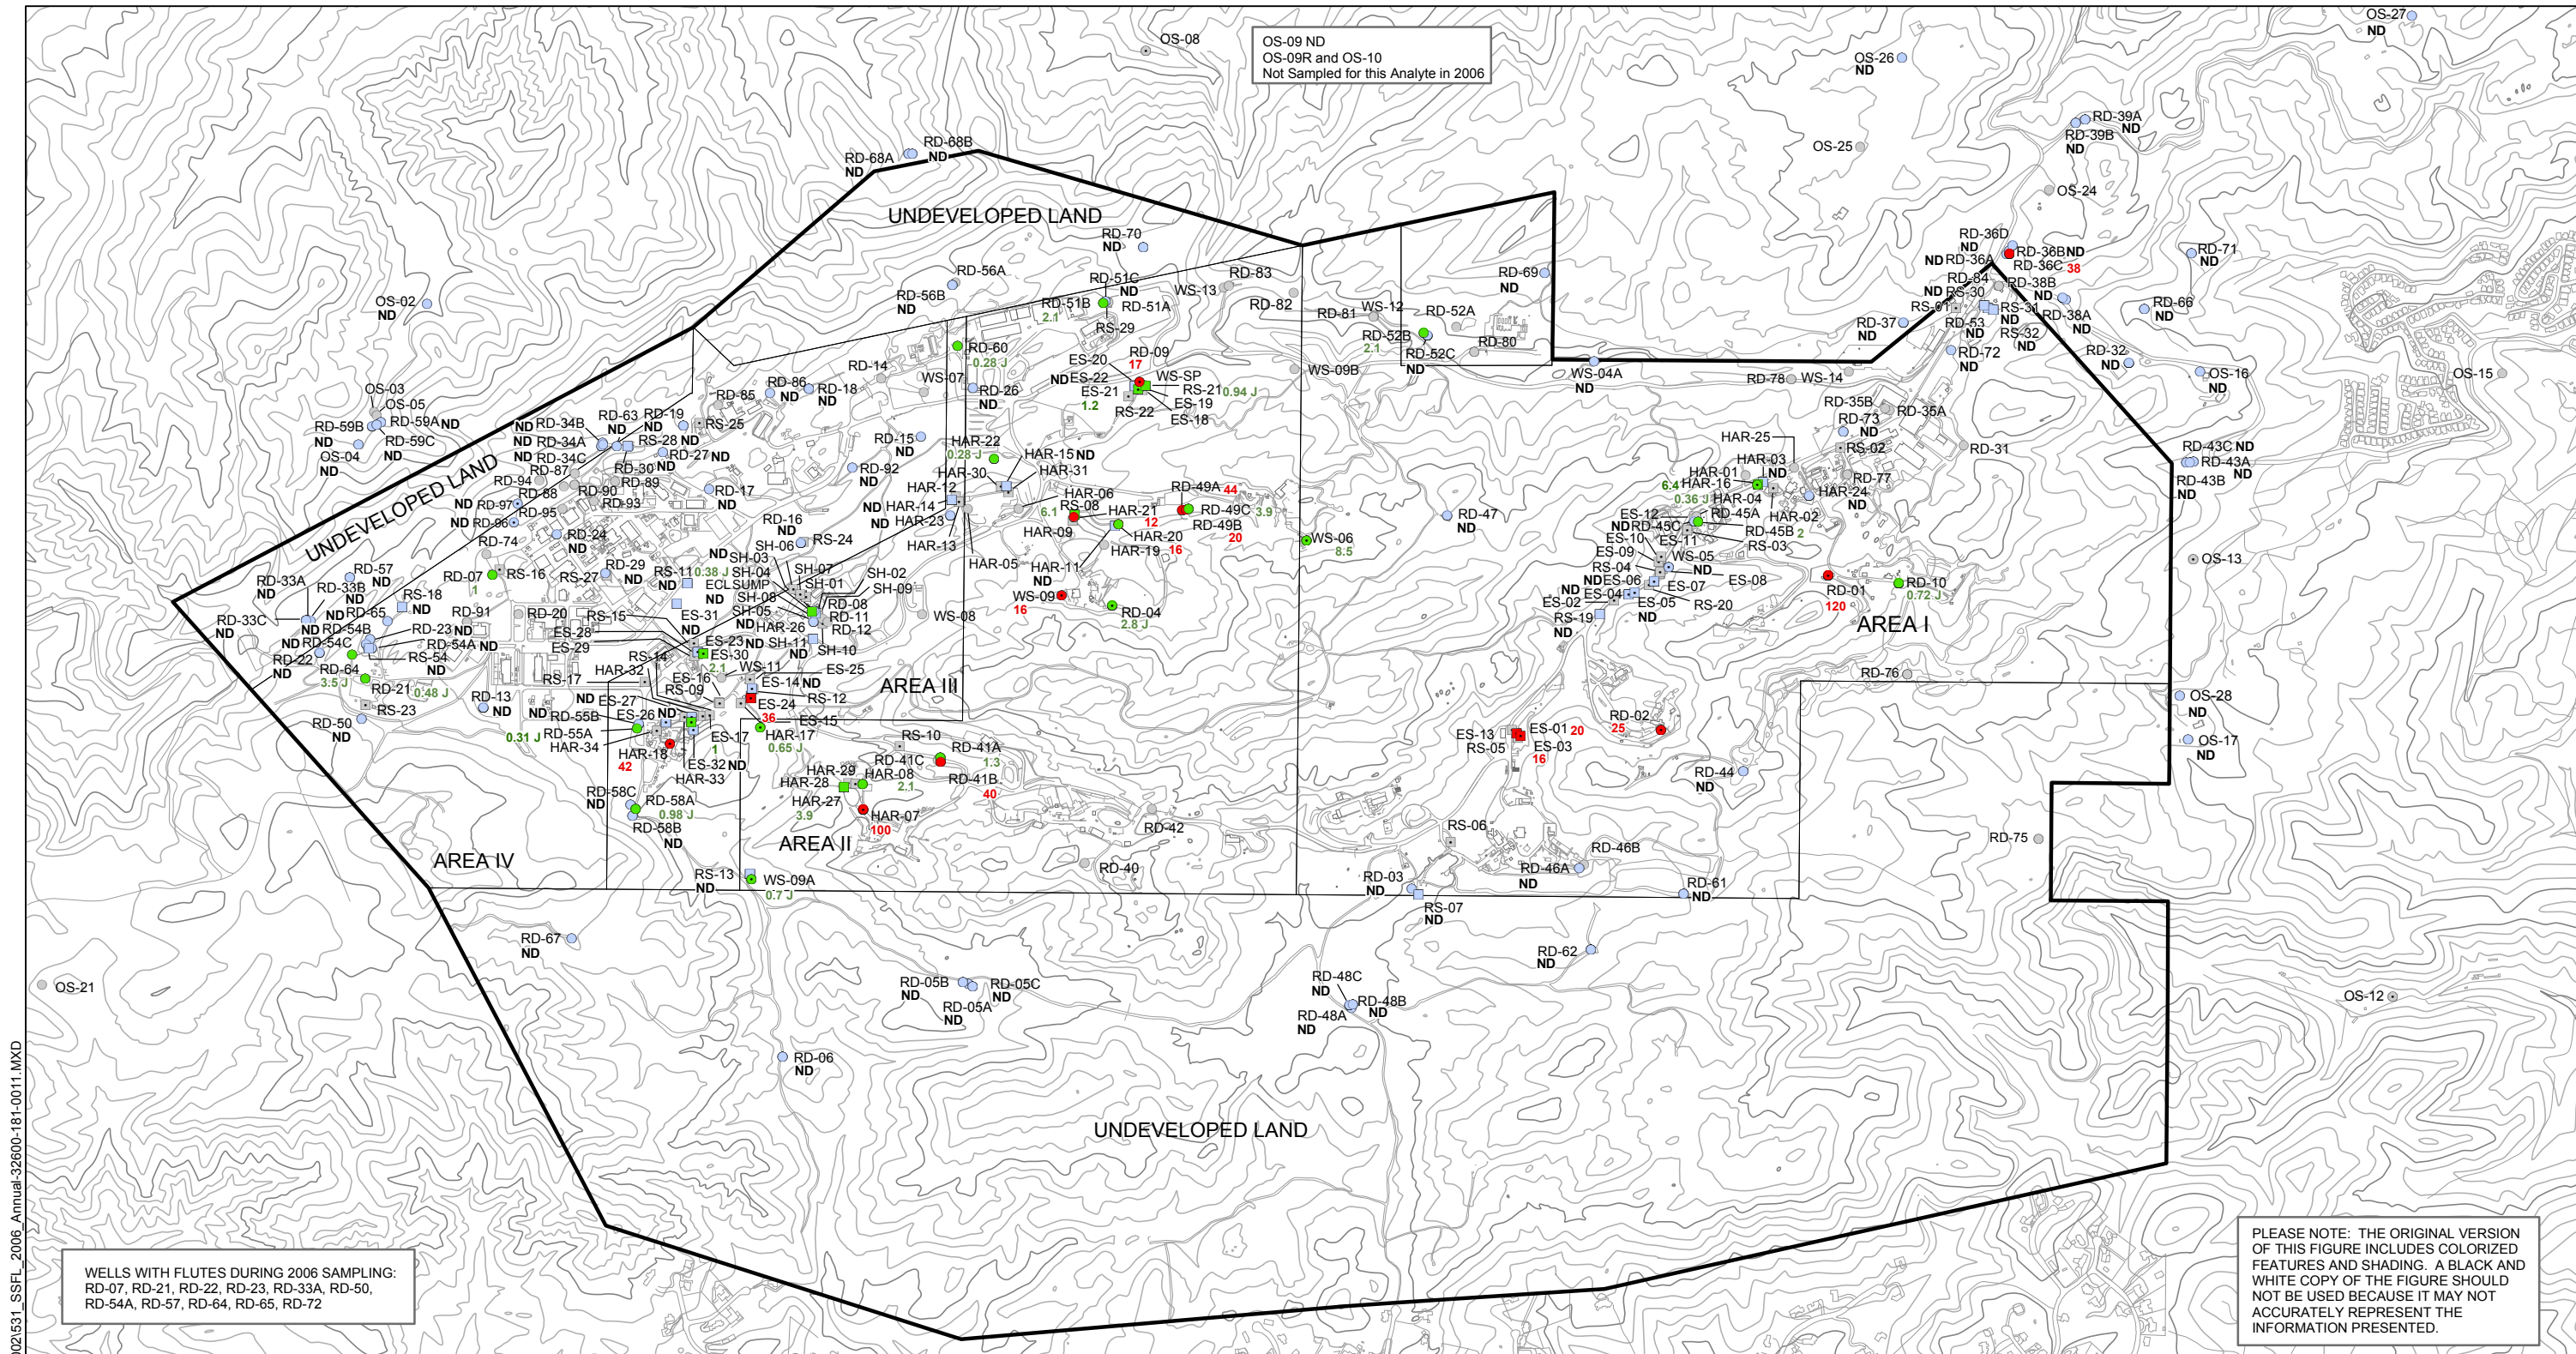 OS-27
ND
OS-08
OS-09 ND
OS-09R and OS-10
Not Sampled for this Analyte in 2006
OS-26
ND
RD-39A
ND
RD-39B
ND
OS-25
OS-24
RD-68B
ND
RD-68A
ND
UNDEVELOPED LAND
RD-70
ND
RD-36D
ND
RD-36B ND
ND RD-36A
RD-36C
38
RD-71
ND
RD-56A
RD-56B
ND
RD-51C
ND
RD-51B
2.1
RD-51A
WS-13
RD-83
RD-82
RD-69
ND
RD-84
RD-38B
ND
ND RS-30
RS-01
RS-31
ND
RD-38A
ND
RD-53
ND
RS-32
ND
RD-66
ND
OS-02
ND
RS-29
RD-81
WS-12
RD-52A
RD-52B
2.1
RD-52C
ND
RD-80
RD-37
ND
RD-72
ND
RD-32
ND
OS-16
ND
OS-15
RD-60
0.28 J
RD-14
WS-07
RD-26
ND
ES-20
RD-09
17
ND ES-22
WS-SP
ES-21
1.2
RS-21 0.94 J
ES-19
RS-22
ES-18
WS-09B
WS-04A
ND
RD-78
WS-14
OS-03
OS-05
RD-59B
ND
RD-59A ND
RD-59C
ND
OS-04
ND
RD-86
ND
RD-18
ND
RD-85
RD-63
ND
RD-19
ND
ND RD-34B
ND
RD-34A
ND
RD-34C
RS-28
ND
RS-25
ND
RD-27 ND
ND
RD-87
RD-30
RD-89
RD-94
RD-88
RD-90
RD-93
ND RD-97
RD-95
ND RD-96
RD-17
ND
RD-15
ND
RD-92
ND
HAR-22
0.28 J
HAR-15 ND
HAR-30
HAR-31
HAR-12
ND HAR-14
ND
HAR-23
HAR-13
HAR-05
HAR-06
6.1
RS-08
HAR-21
12
HAR-09
RD-49A 44
RD-49C 3.9
RD-49B
20
HAR-20
16
HAR-19
HAR-11
ND
WS-09
16
RD-04
2.8 J
WS-06
8.5
RD-47
ND
RD-35B
RD-35A
RD-73
ND
RS-02
RD-31
RD-77
HAR-25
HAR-03
ND
HAR-01
6.4 HAR-16
0.36 J
HAR-04
HAR-24
ND
HAR-02
2
ES-12
ND
RD-45A
RD-45C
RD-45B
ES-10
ES-11
RS-03
ES-09
WS-05
ND
RS-04
ES-08
ND ES-06
ES-07
ES-02
ES-04
ES-05
ND
RS-20
RS-19
ND
RD-01
120
RD-10
0.72 J
AREA I
RD-43C ND
RD-43A
ND
RD-43B
ND
OS-13
UNDEVELOPED LAND
RD-24
ND
RD-74
RS-16
RD-07
1
RS-27
RD-29
ND
RD-16
ND
RS-24
SH-06
ND
SH-03
SH-07
RS-11
ND
0.38 J
SH-04
SH-01
SH-02
ECLSUMP
ND
SH-09
SH-08
RD-08
SH-05
ND
RD-11
RD-12
HAR-26
WS-08
RD-33A
ND
RD-57
ND
RD-33B
ND
RS-18
ND
RD-65
ND
RD-33C
ND
ND
RD-54B
RD-23
ND
RD-54C
ND
RD-54A ND
RD-22
ND
RS-54
ND
RD-91
RD-20
RS-15
ES-31
ND
ES-28
ES-29
ES-23
ND
ES-30
2.1
SH-11
ND
SH-10
RS-14
WS-11
ES-25
HAR-32
ES-16
ES-14 ND
RS-17
RS-09
RS-12
AREA III
RD-64
3.5 J
RD-21
0.48 J
RS-23
RD-50
ND
RD-13
ND
ND ES-27
ES-24
36
ND
RD-55B
ES-26
ND
ES-15
0.31 J
RD-55A
HAR-17
0.65 J
HAR-34
ES-17
1
HAR-18
42
ES-32
ND
HAR-33
RS-10
RD-41A
1.3
RD-41C
RD-41B
40
HAR-29
HAR-08
2.1
HAR-28
HAR-27
3.9
HAR-07
100
RD-58C
ND
RD-58A
0.98 J
RD-58B
ND
AREA II
AREA IV
RD-42
RD-40
ES-13
ES-01 20
RS-05
ES-03
16
RD-02
25
RD-44
ND
RD-76
OS-28
ND
OS-17
ND
RS-06
RD-46B
RD-46A
ND
RD-75
RD-61
ND
RD-03
ND
RS-07
ND
RS-13
ND
WS-09A
0.7 J
RD-67
ND
RD-62
ND
OS-21
OS-12
RD-05B
ND
RD-05C
ND
RD-05A
ND
RD-48C
ND
RD-48B
ND
RD-48A
ND
RD-06
ND
UNDEVELOPED LAND
WELLS WITH FLUTES DURING 2006 SAMPLING:
RD-07, RD-21, RD-22, RD-23, RD-33A, RD-50,
RD-54A, RD-57, RD-64, RD-65, RD-72
PLEASE NOTE: THE ORIGINAL VERSION
OF THIS FIGURE INCLUDES COLORIZED
FEATURES AND SHADING. A BLACK AND
WHITE COPY OF THE FIGURE SHOULD
NOT BE USED BECAUSE IT MAY NOT
ACCURATELY REPRESENT THE
INFORMATION PRESENTED.
002\531_SSFL_2006_Annual-32600-181-0011.MXD